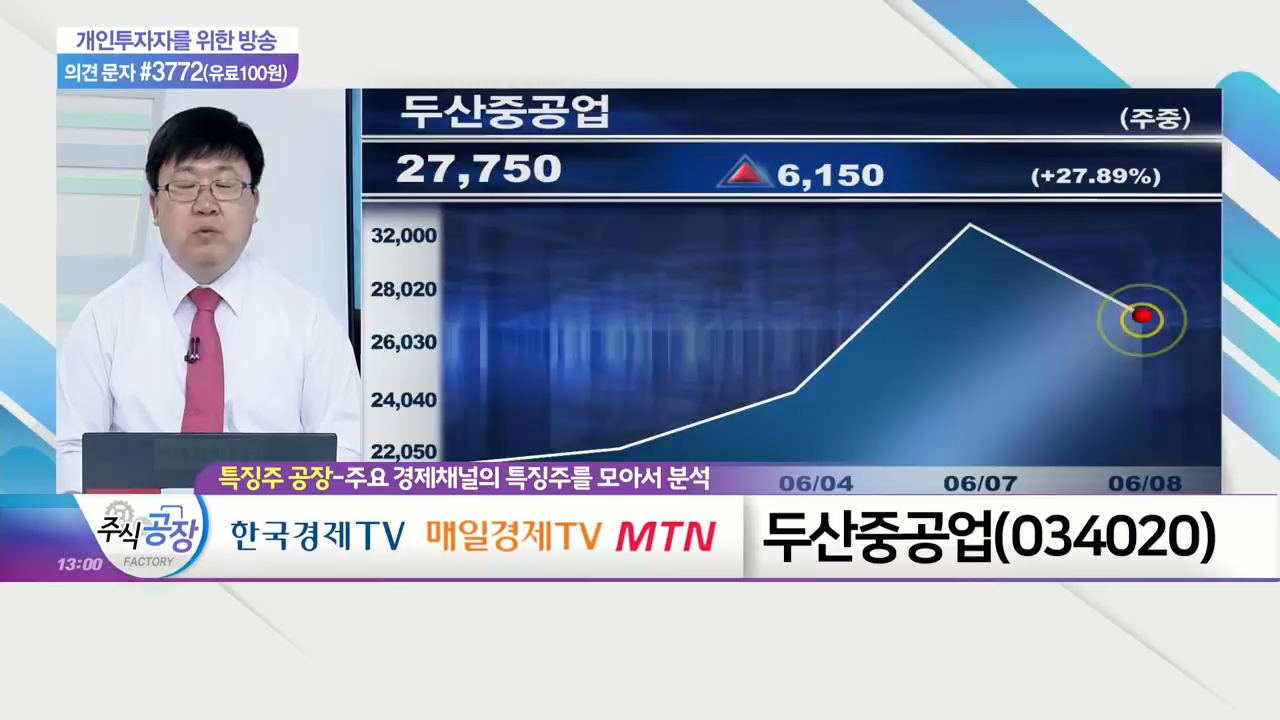 개인투자자를 위한 방송
의견 문자 #3772(유료100원)
두산중공업
(주중)
27,750
6,150
(+27.89%)
32,000
28,020
26,030
24,040
22,050
06/04
06/07
06/08
특징주 공장-주요 경제채널의 특징주를 모아서 분석
주식공장
FACTORY
13:00
한국경제TV
매일경제TV
MTN
두산중공업(034020)